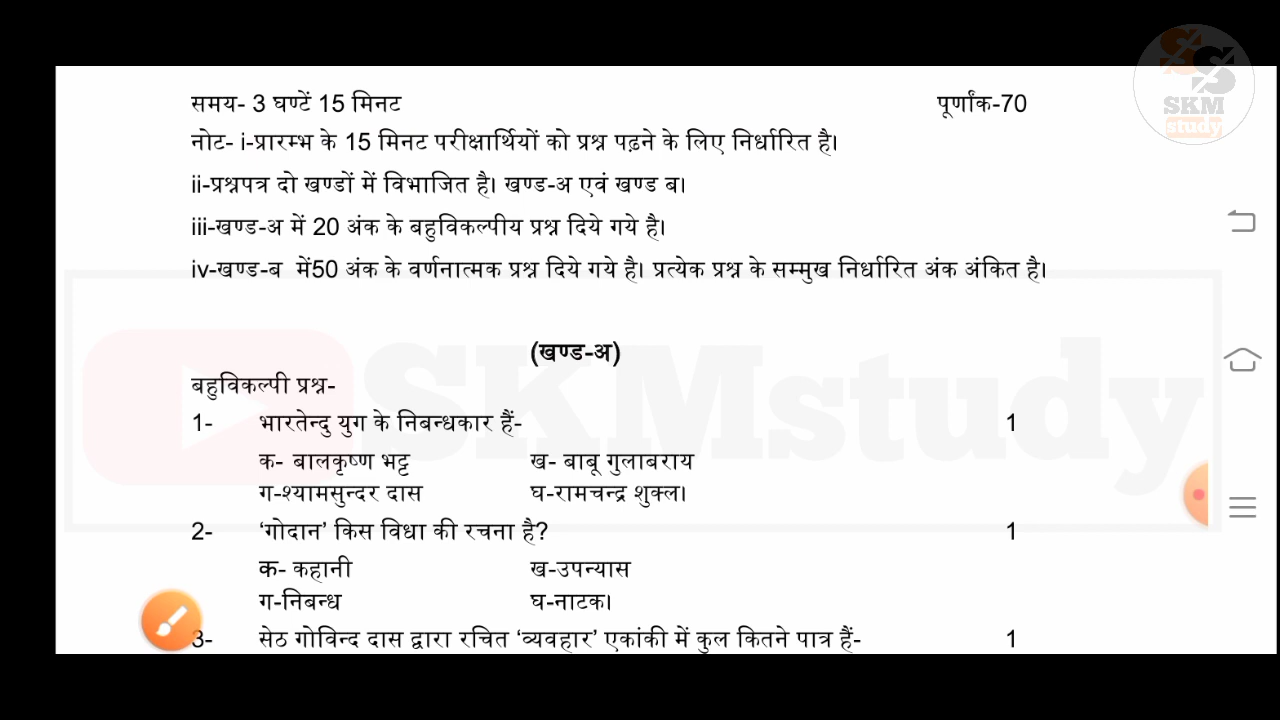 समय- 3 घण्टें 15 मिनट पूर्णांक-70
नोट- i-प्रारम्भ के 15 मिनट परीक्षार्थियों को प्रश्न पढ़ने के लिए निर्धारित है।
ii-प्रश्नपत्र दो खण्डों में विभाजित है। खण्ड-अ एवं खण्ड ब।
iii-खण्ड-अ में 20 अंक के बहुविकल्पीय प्रश्न दिये गये है।
iv-खण्ड-ब में50 अंक के वर्णनात्मक प्रश्न दिये गये है। प्रत्येक प्रश्न के सम्मुख निर्धारित अंक अंकित है।
(खण्ड-अ)
बहुविकल्पी प्रश्न-
1- भारतेन्दु युग के निबन्धकार हैं- 1
क- बालकृष्ण भट्ट ख- बाबू गुलाबराय
ग-श्यामसुन्दर दास घ-रामचन्द्र शुक्ल।
2- ‘गोदान’ किस विधा की रचना है? 1
क- कहानी ख-उपन्यास
ग-निबन्ध घ-नाटक।
3- सेठ गोविन्द दास द्वारा रचित ‘व्यवहार’ एकांकी में कुल कितने पात्र हैं- 1
SKMstudy
SKM
study